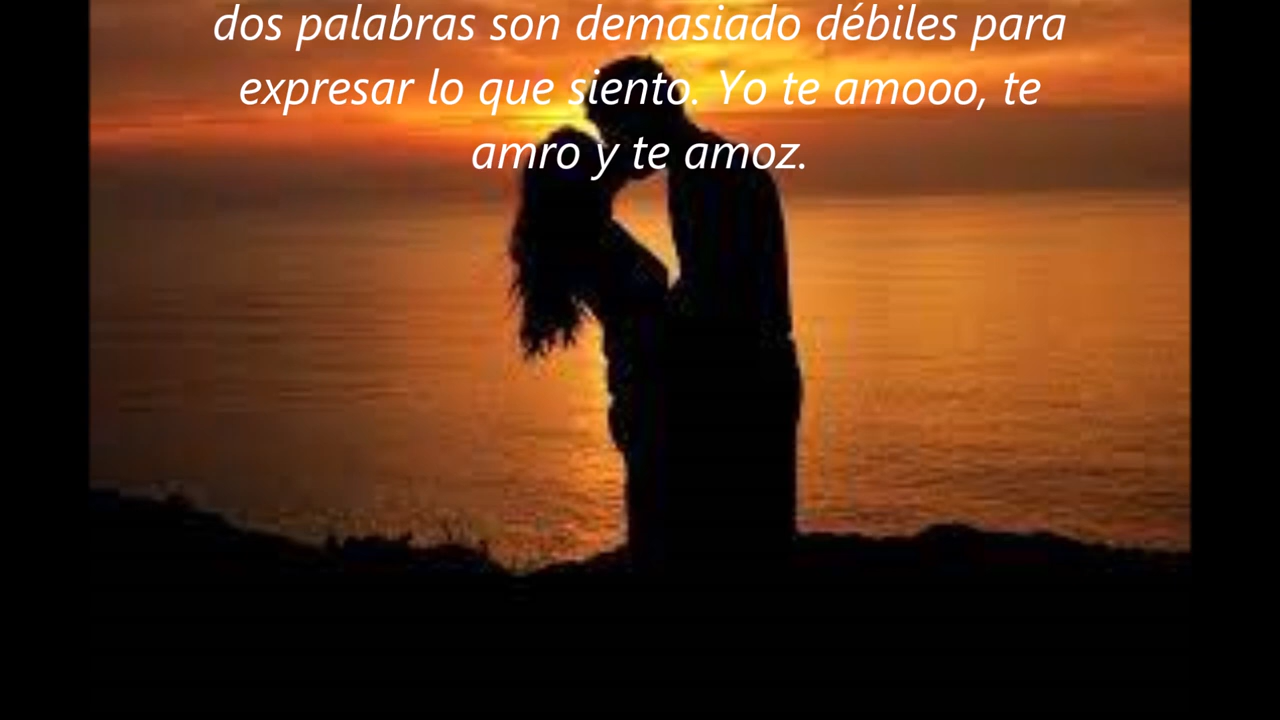 dos palabras son demasiado débiles para
expresar lo que siento. Yo te amooo, te
amro y te amoz.